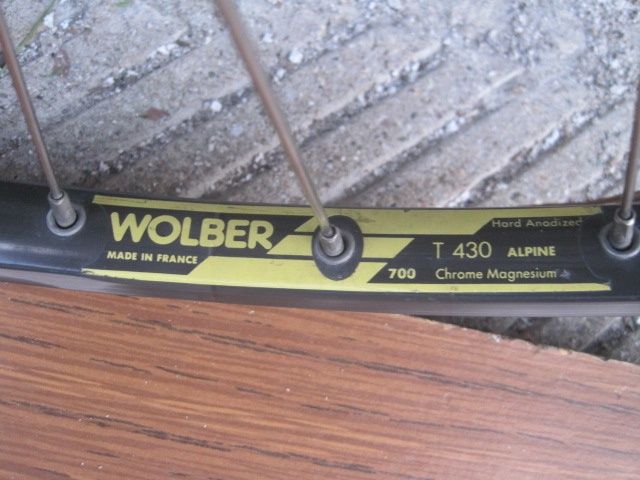 WOLBER
MADE IN FRANCE
Hard Anodized
700 T 430 ALPINE
Chrome Magnesium